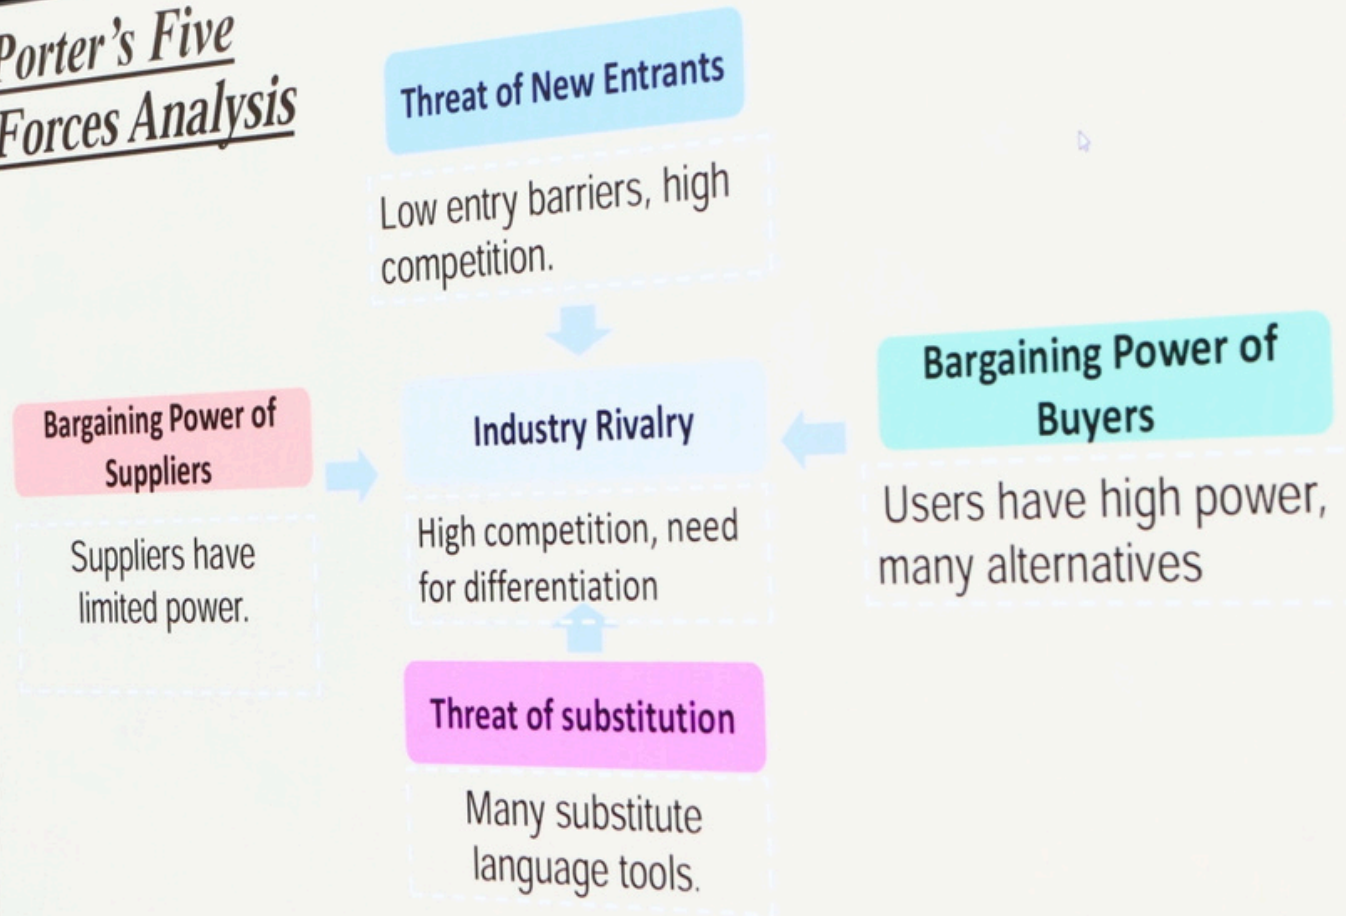 Porter's Five
Forces Analysis
Threat of New Entrants
Low entry barriers, high
competition.
Bargaining Power of
Suppliers
Suppliers have
limited power.
Industry Rivalry
High competition, need
for differentiation
Bargaining Power of
Buyers
Users have high power,
many alternatives
Threat of substitution
Many substitute
language tools.